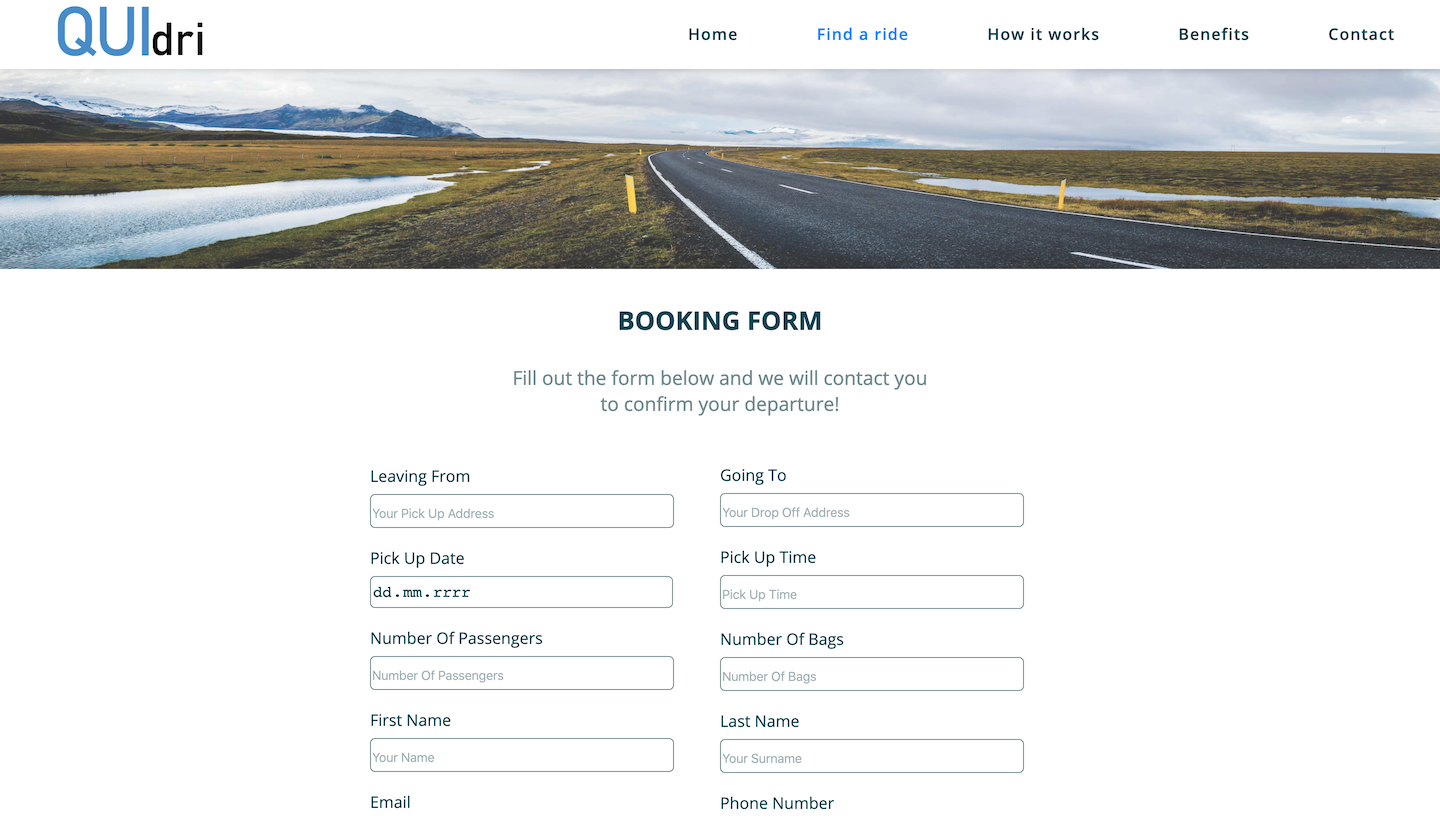 QUIdri
Home
Find a ride
How it works
Benefits
Contact
BOOKING FORM
Fill out the form below and we will contact you
to confirm your departure!
Leaving From
Your Pick Up Address
Going To
Your Drop Off Address
Pick Up Date
dd.mm.rrrr
Pick Up Time
Pick Up Time
Number Of Passengers
Number Of Passengers
Number Of Bags
Number Of Bags
First Name
Your Name
Last Name
Your Surname
Email
Phone Number